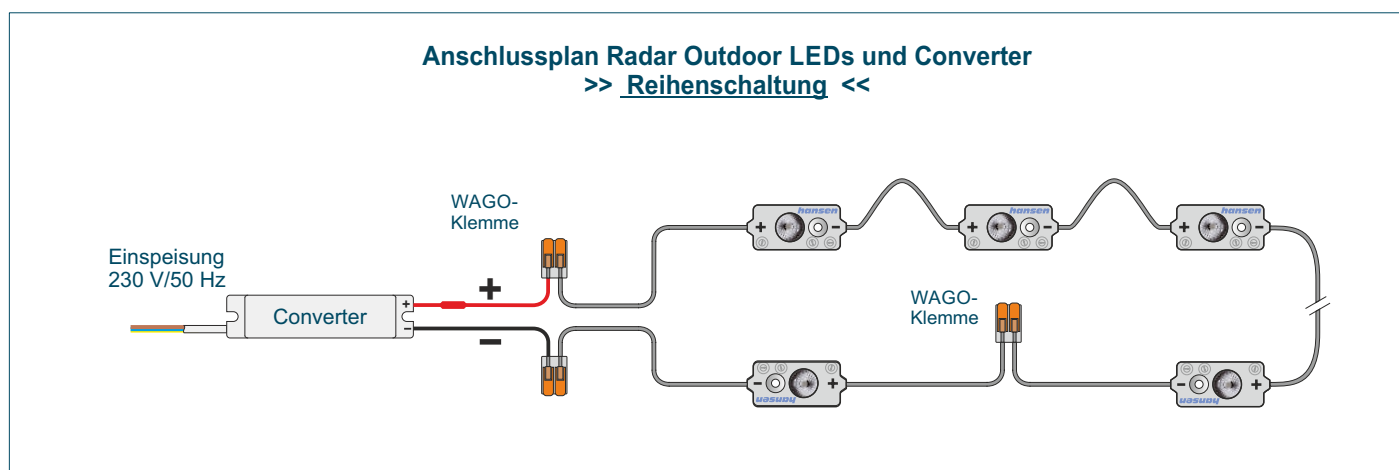 Anschlussplan Radar Outdoor LEDs und Converter
>> Reihenschaltung <<
WAGO-
Klemme
Einspeisung
230 V/50 Hz
Converter
+
-
+
-
hansen
+ -
hansen
+ -
hansen
+ -
WAGO-
Klemme
- +
hansen
- +
hansen